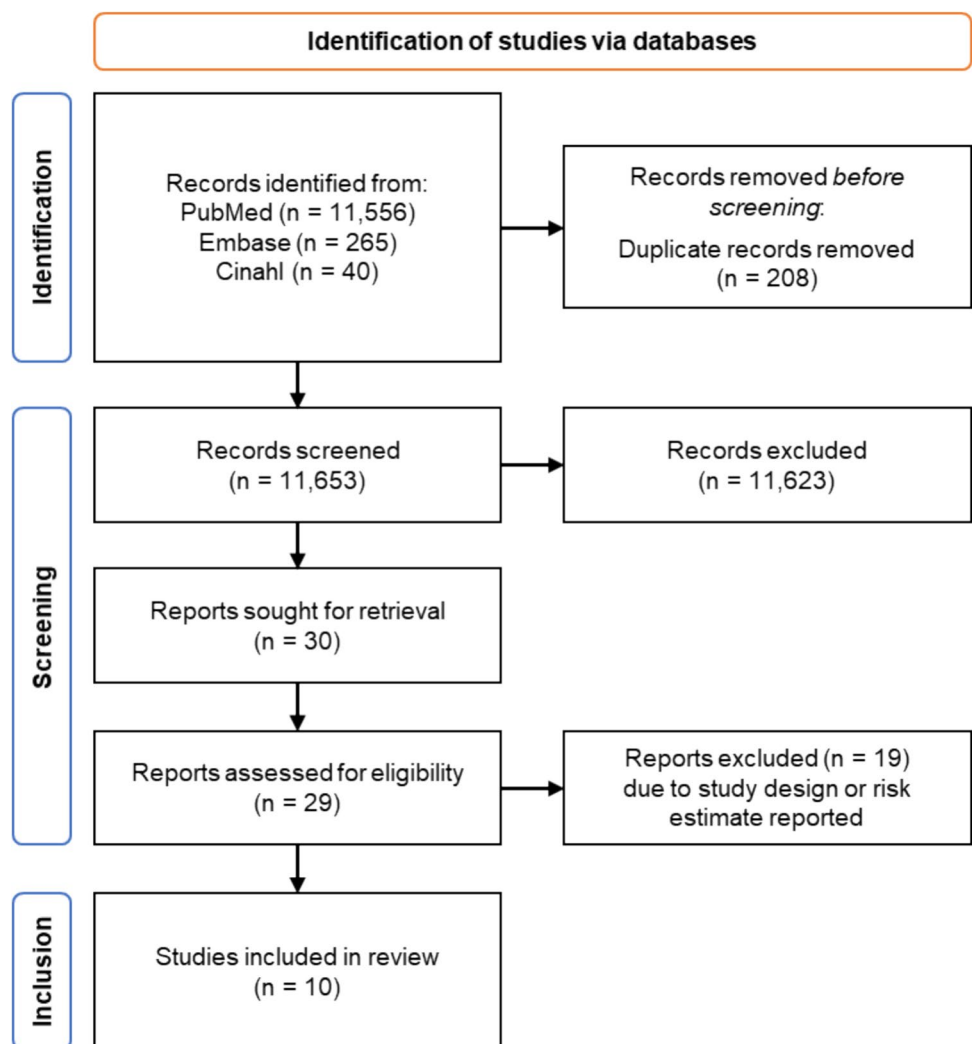 Identification of studies via databases
Identification
Records identified from:
PubMed (n = 11,556)
Embase (n = 265)
Cinahl (n = 40)
Records removed before
screening:
Duplicate records removed
(n = 208)
Screening
Records screened
(n = 11,653)
Records excluded
(n = 11,623)
Reports sought for retrieval
(n = 30)
Reports assessed for eligibility
(n = 29)
Reports excluded (n = 19)
due to study design or risk
estimate reported
Inclusion
Studies included in review
(n = 10)